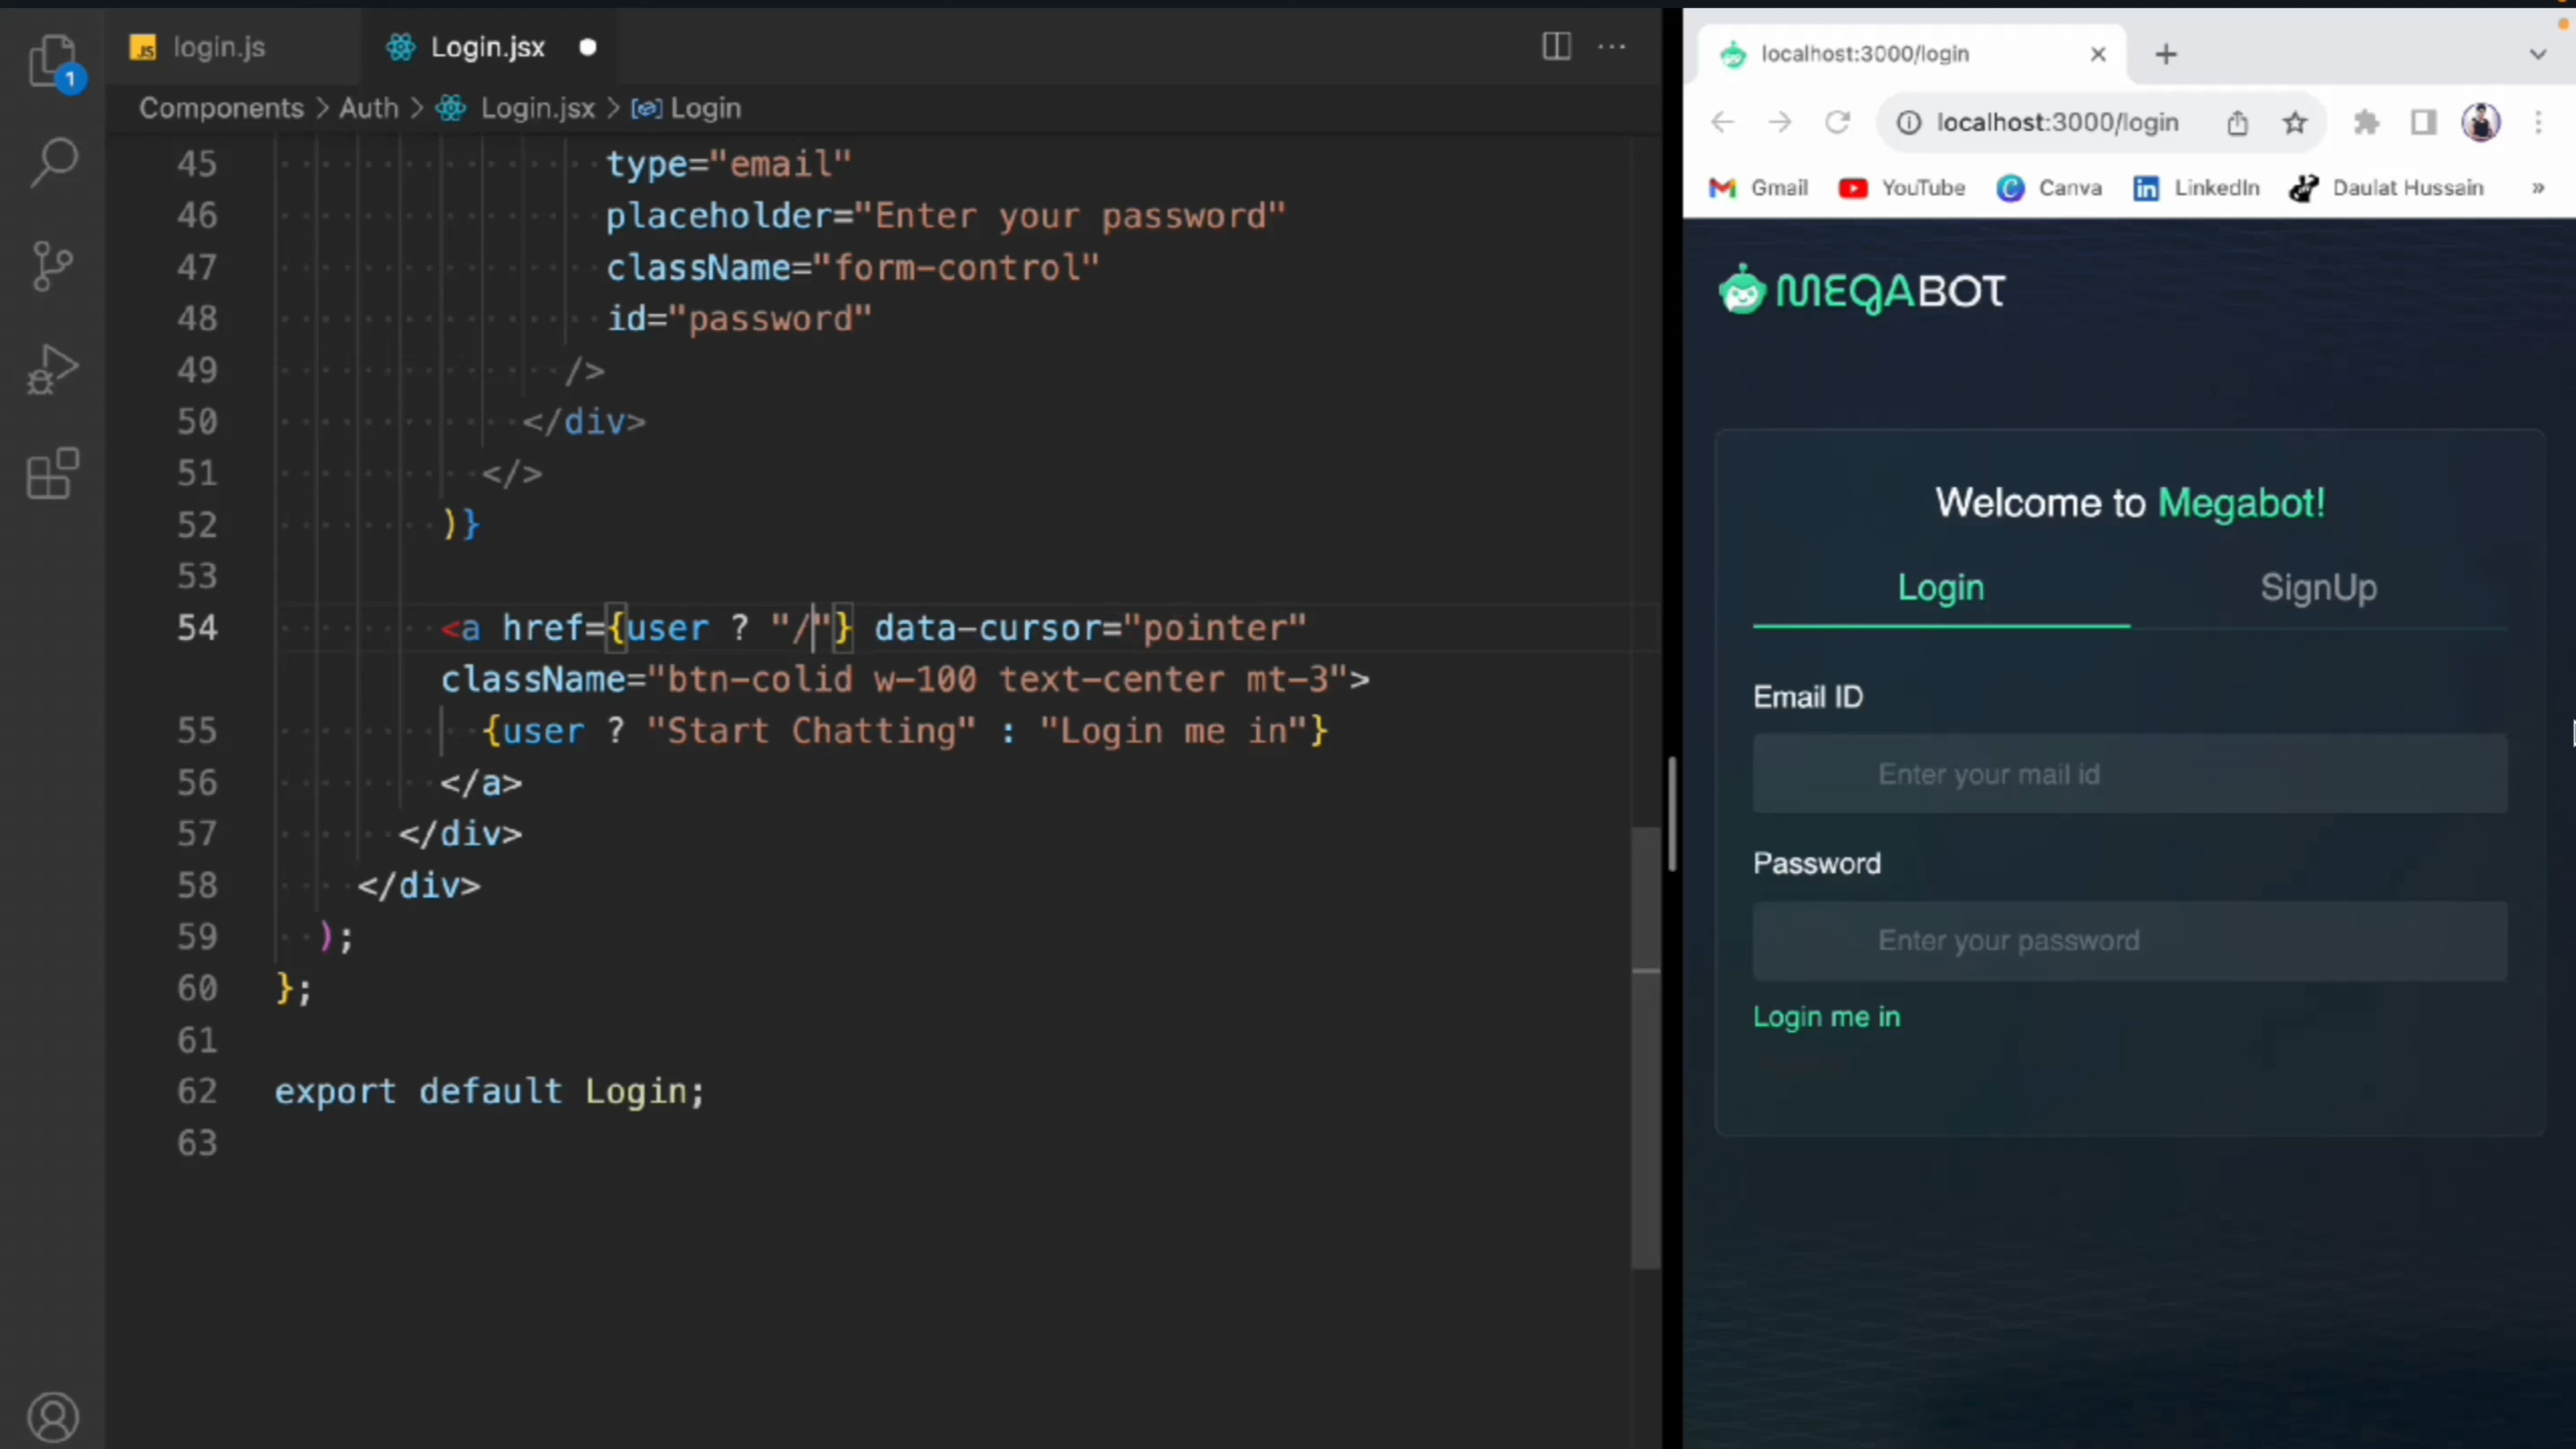 login.js
Login.jsx
Components > Auth > Login.jsx > Login
1
45 type="email"
46 placeholder="Enter your password"
47 className="form-control"
48 id="password"
49 />
50 </div>
51 </>
52 )}
53
54 <a href={user ? "/"} data-cursor="pointer"
className="btn-colid w-100 text-center mt-3">
55 {user ? "Start Chatting" : "Login me in"}
56 </a>
57 </div>
58 </div>
59 );
60 };
61
62 export default Login;
63
localhost:3000/login
localhost:3000/login
Gmail YouTube Canva LinkedIn Daulat Hussain »
MEGABOT
Welcome to Megabot!
Login SignUp
Email ID
Enter your mail id
Password
Enter your password
Login me in